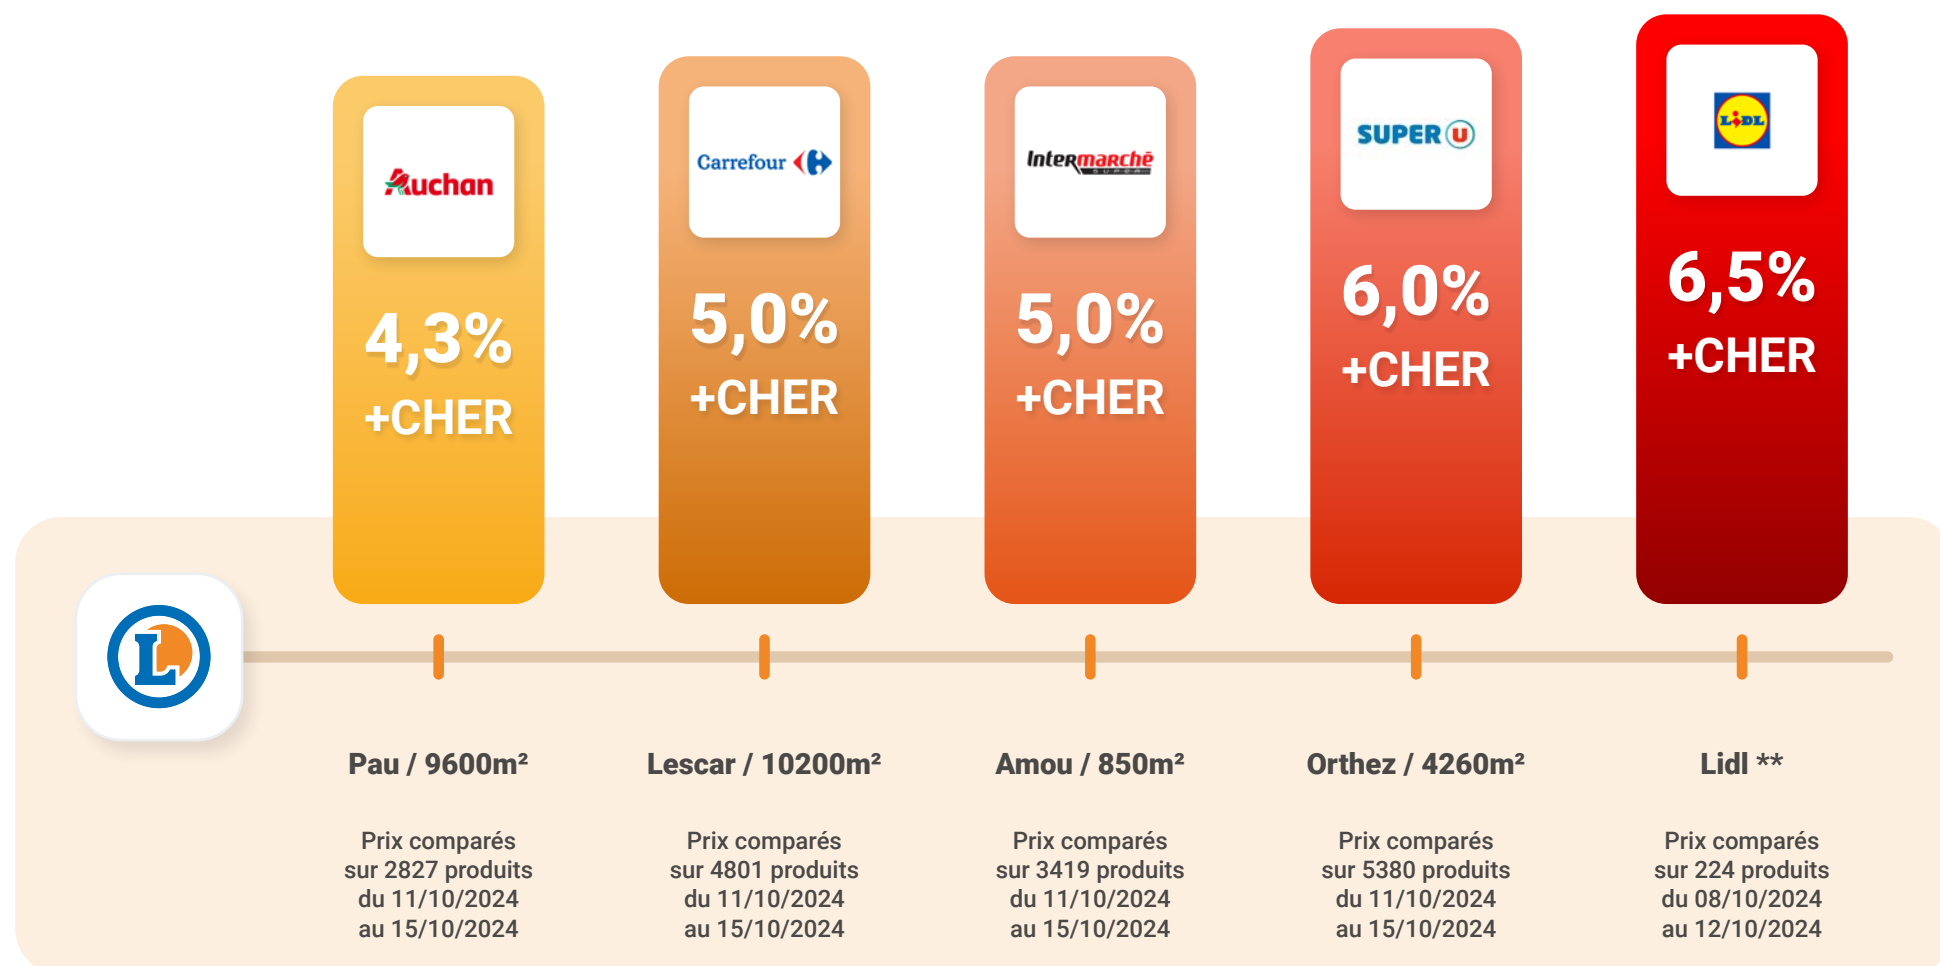 Auchan
4,3%
+CHER
Carrefour
5,0%
+CHER
Intermarchē
SUPER
5,0%
+CHER
SUPER U
6,0%
+CHER
LiDL
6,5%
+CHER
L
Pau / 9600m²
Prix comparés
sur 2827 produits
du 11/10/2024
au 15/10/2024
Lescar / 10200m²
Prix comparés
sur 4801 produits
du 11/10/2024
au 15/10/2024
Amou / 850m²
Prix comparés
sur 3419 produits
du 11/10/2024
au 15/10/2024
Orthez / 4260m²
Prix comparés
sur 5380 produits
du 11/10/2024
au 15/10/2024
Lidl **
Prix comparés
sur 224 produits
du 08/10/2024
au 12/10/2024